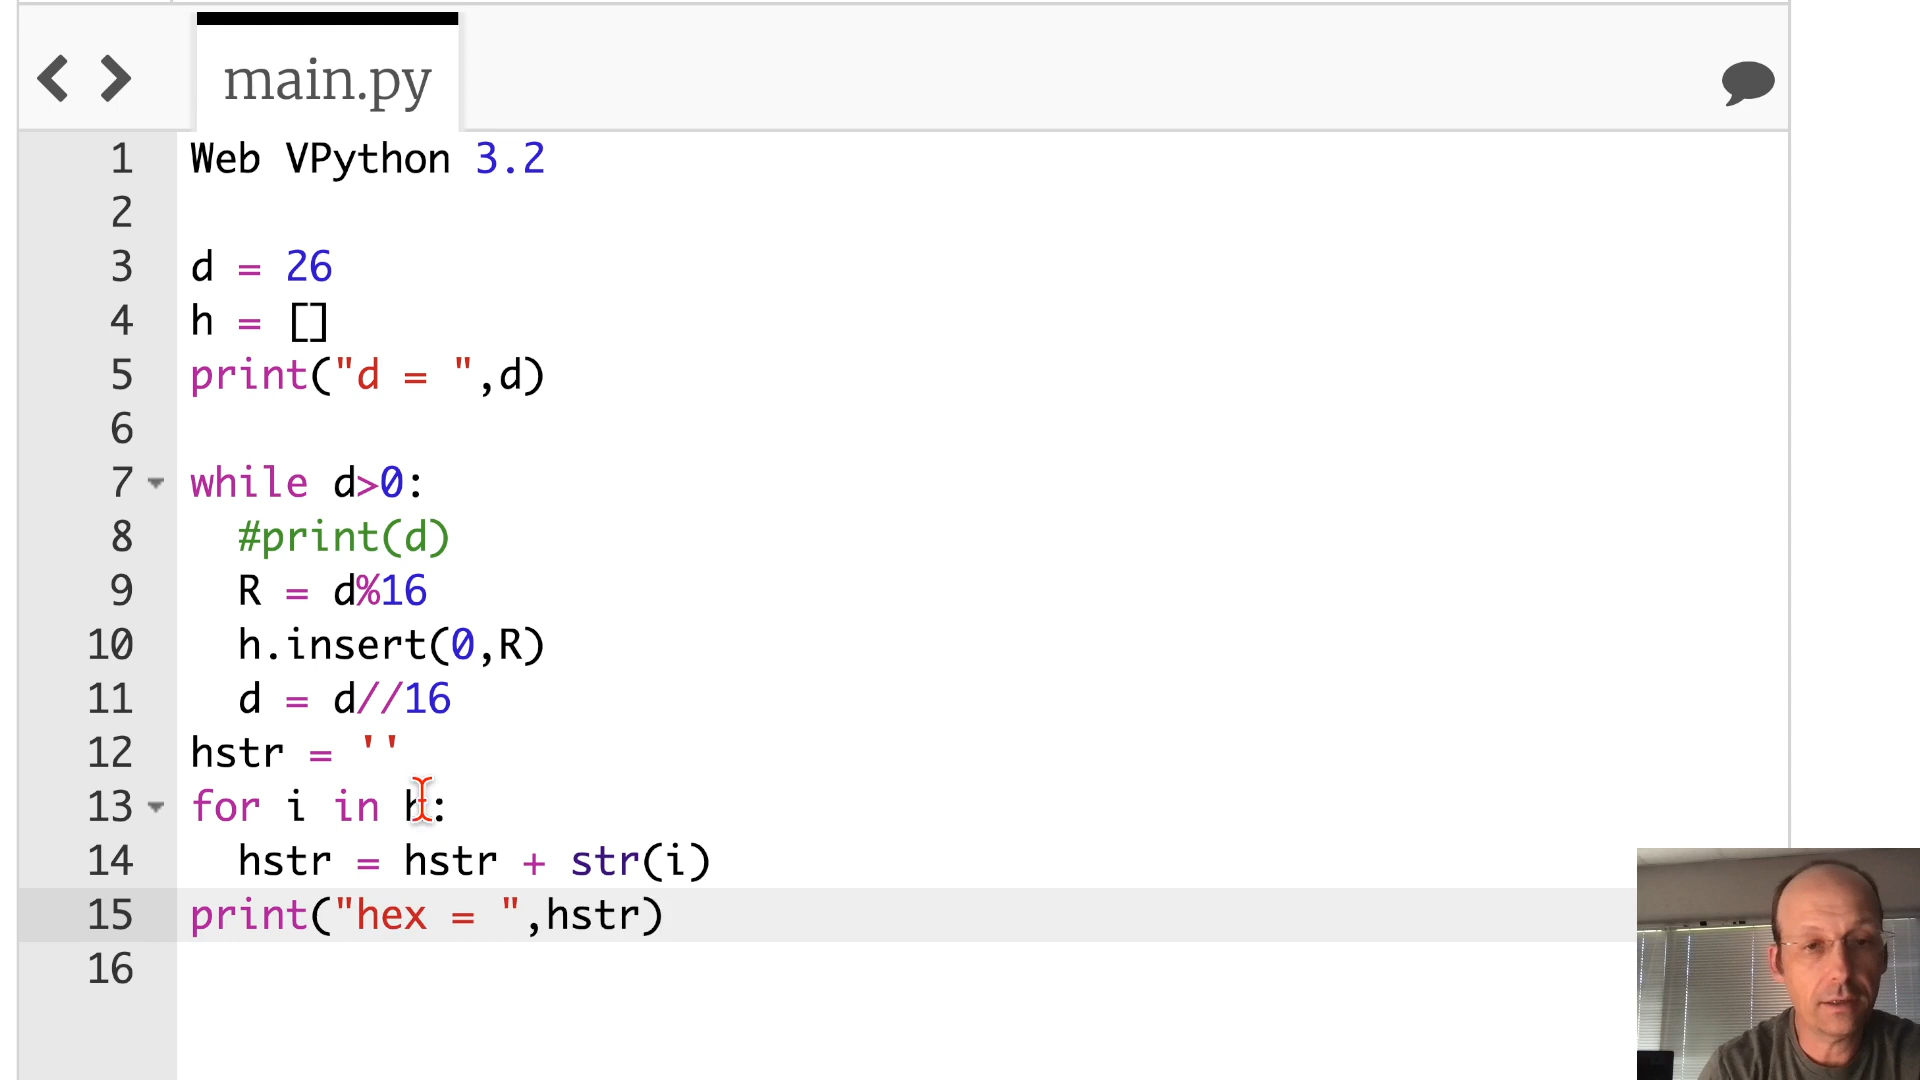 main.py
1 Web VPython 3.2
2
3 d = 26
4 h = []
5 print("d = ",d)
6
7 while d>0:
8 #print(d)
9 R = d%16
10 h.insert(0,R)
11 d = d//16
12 hstr = ''
13 for i in h:
14 hstr = hstr + str(i)
15 print("hex = ",hstr)
16